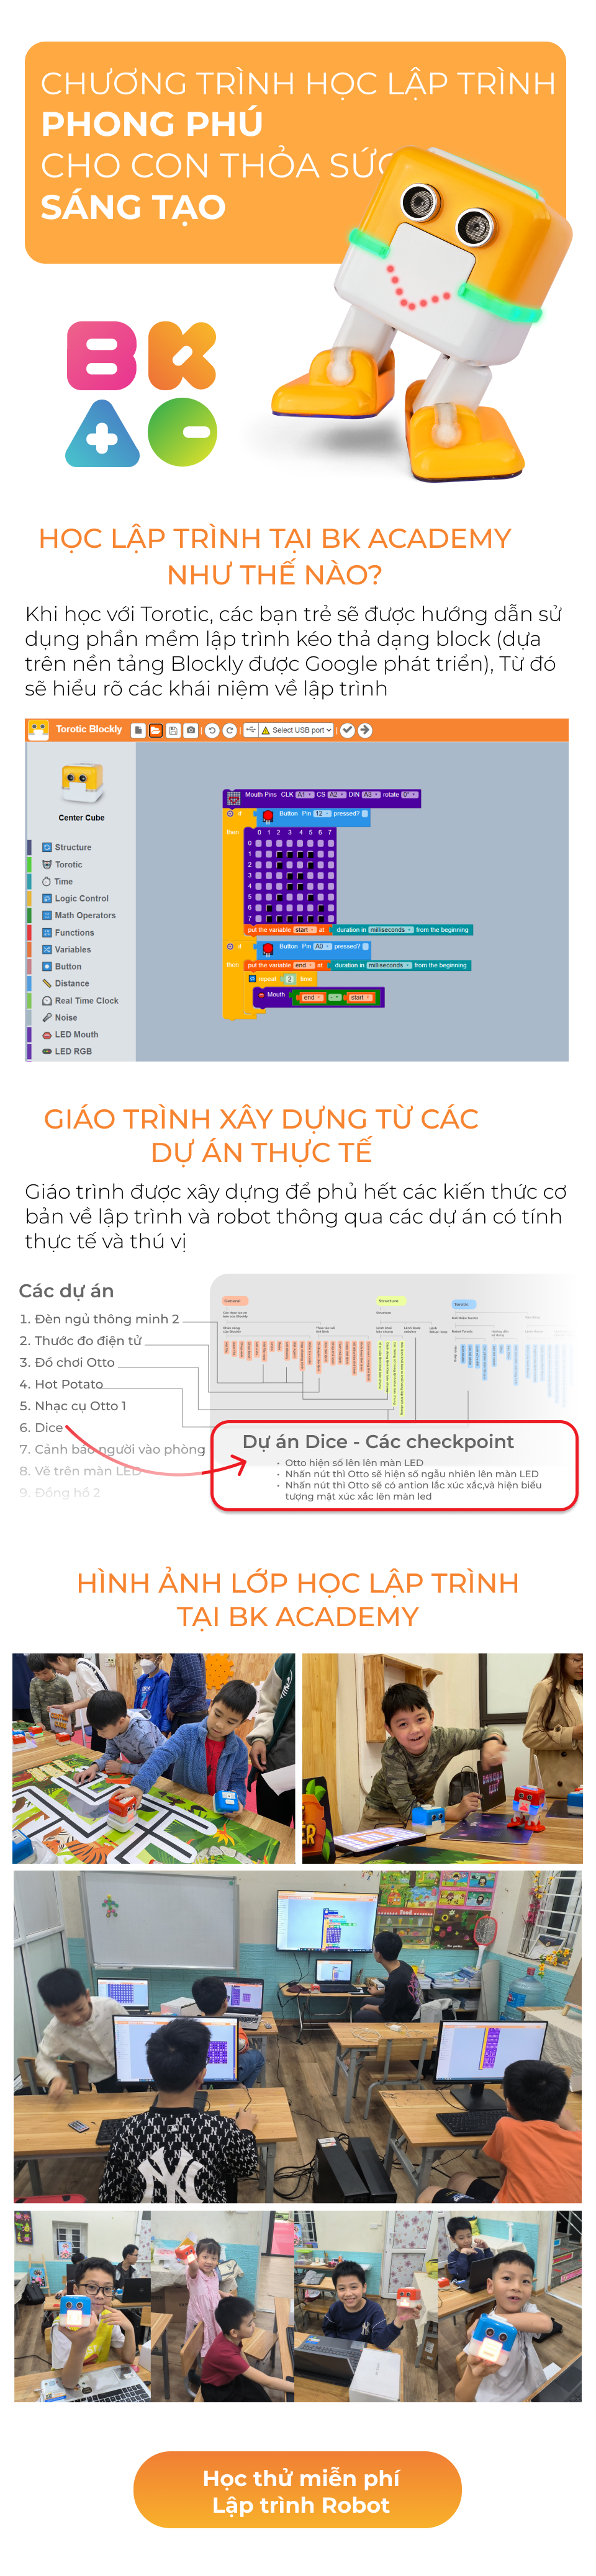 CHƯƠNG TRÌNH HỌC LẬP TRÌNH
PHONG PHÚ
CHO CON THỎA SỨC
SÁNG TẠO
BK
HỌC LẬP TRÌNH TẠI BK ACADEMY
NHƯ THẾ NÀO?
Khi học với Torotic, các bạn trẻ sẽ được hướng dẫn sử
dụng phần mềm lập trình kéo thả dạng block (dựa
trên nền tảng Blockly được Google phát triển), Từ đó
sẽ hiểu rõ các khái niệm về lập trình
Torotic Blockly
Select USB port
Center Cube
Structure
Torotic
Time
Logic Control
Math Operators
Functions
Variables
Button
Distance
Real Time Clock
Noise
LED Mouth
LED RGB
Mouth Pins CLK A1 CS A2 DIN A3 rotate 0°
if Button Pin 12 pressed?
then 0 1 2 3 4 5 6 7
0
1
2
3
4
5
6
7
put the variable start at duration in milliseconds from the beginning
if Button Pin A0 pressed?
then put the variable end at duration in milliseconds from the beginning
repeat 2 time
Mouth end - start
GIÁO TRÌNH XÂY DỰNG TỪ CÁC
DỰ ÁN THỰC TẾ
Giáo trình được xây dựng để phủ hết các kiến thức cơ
bản về lập trình và robot thông qua các dự án có tính
thực tế và thú vị
Các dự án
1. Đèn ngủ thông minh 2
2. Thước đo điện tử
3. Đồ chơi Otto
4. Hot Potato
5. Nhạc cụ Otto 1
6. Dice
7. Cảnh báo người vào phòng
8. Vẽ trên màn LED
9. Đồng hồ 2
General
Structure
Torotic
Dự án Dice - Các checkpoint
• Otto hiện số lên lên màn LED
• Nhấn nút thì Otto sẽ hiện số ngẫu nhiên lên màn LED
• Nhấn nút thì Otto sẽ có antion lắc xúc xắc,và hiện biểu
tượng mặt xúc xắc lên màn led
HÌNH ẢNH LỚP HỌC LẬP TRÌNH
TẠI BK ACADEMY
Học thử miễn phí
Lập trình Robot